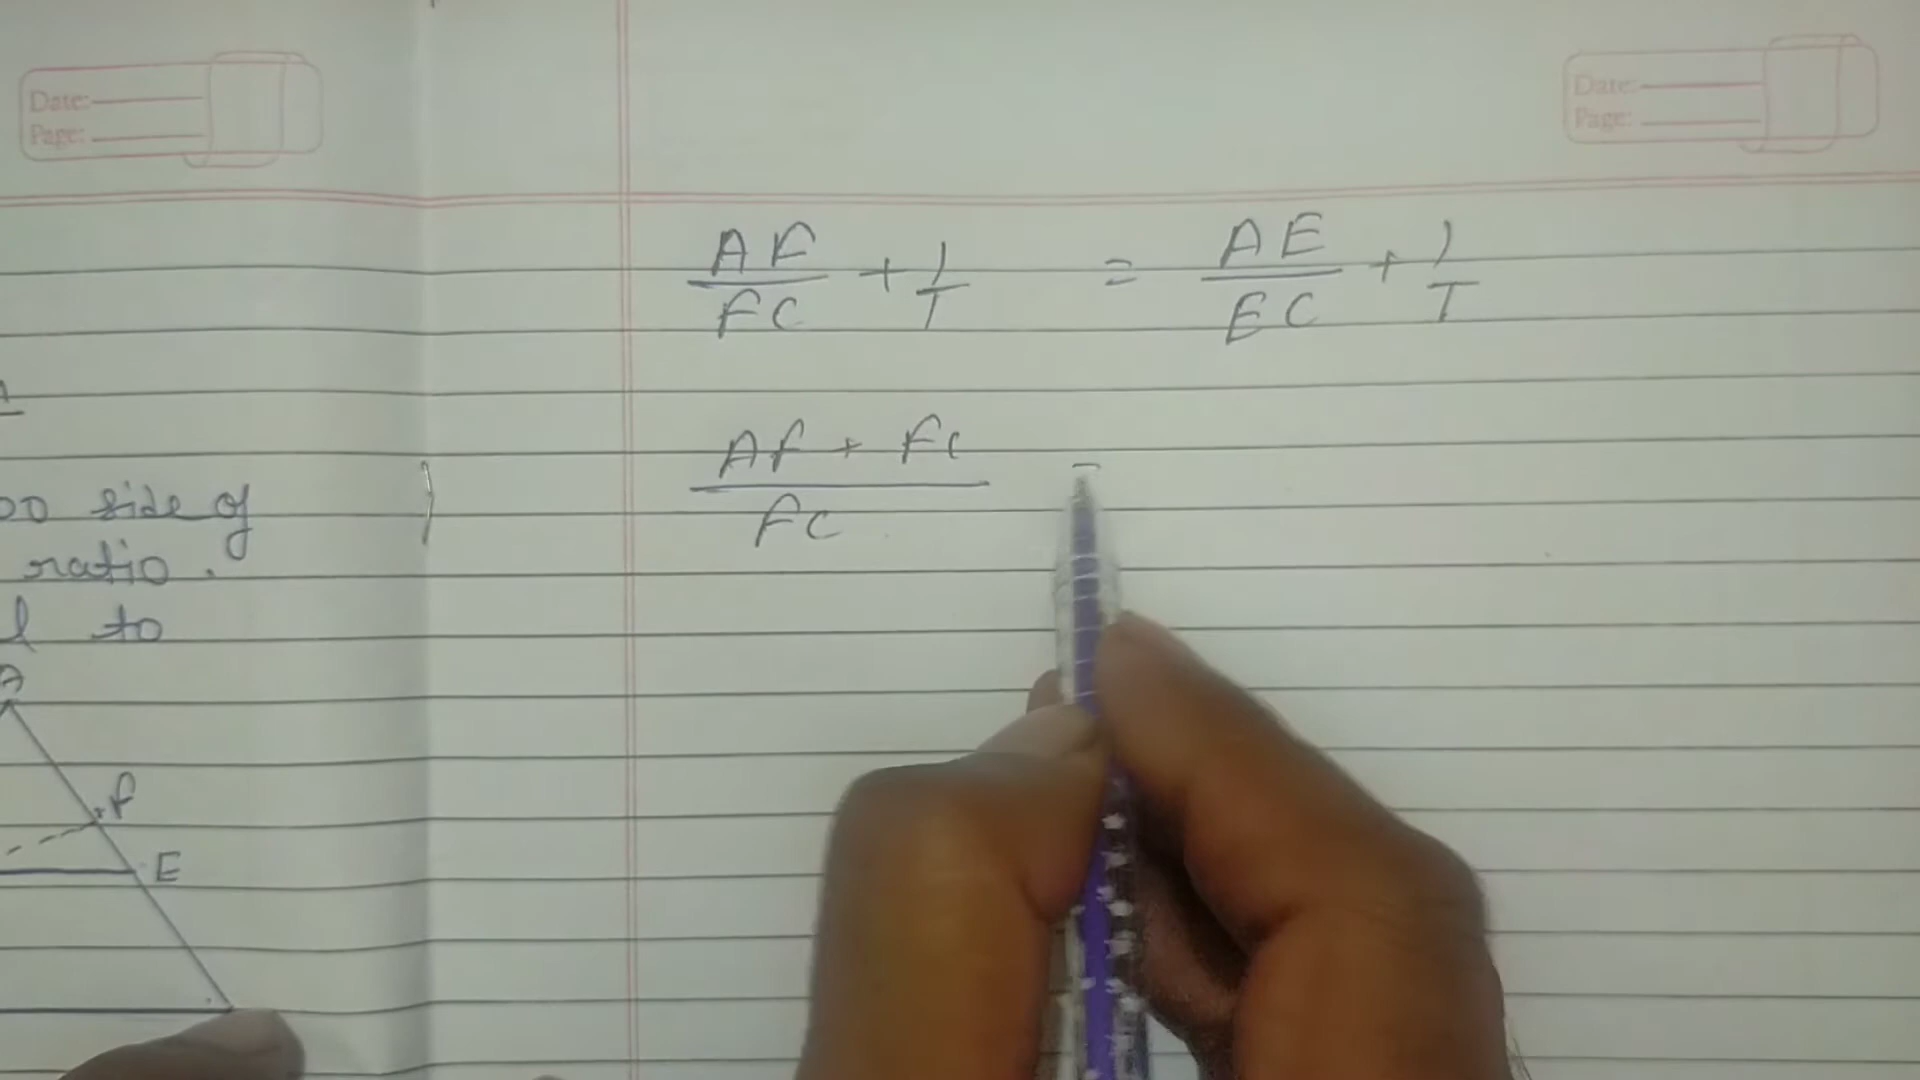 Date:
Page:
Date:
Page:
AF/FC + 1/1 = AE/EC + 1/1
Af + FC / FC =
side of
ratio.
to
A
F
E